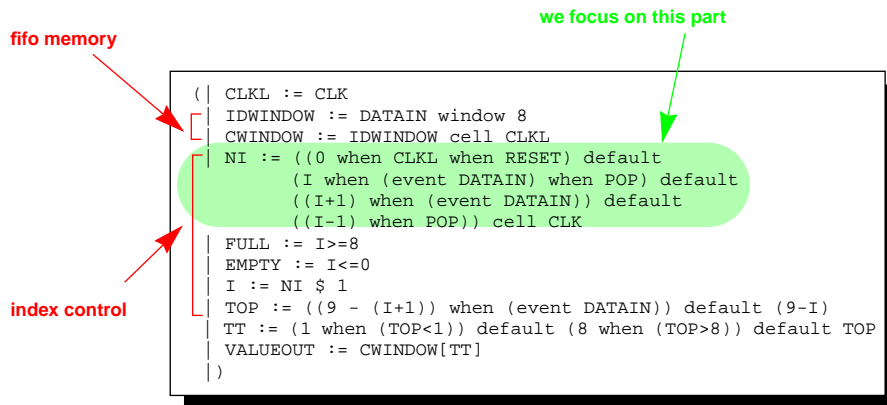 we focus on this part
fifo memory
(| CLKL := CLK
| IDWINDOW := DATAIN window 8
| CWINDOW := IDWINDOW cell CLKL
| NI := ((0 when CLKL when RESET) default
(I when (event DATAIN) when POP) default
((I+1) when (event DATAIN)) default
((I-1) when POP)) cell CLK
| FULL := I>=8
| EMPTY := I<=0
| I := NI $ 1
index control
| TOP := ((9 - (I+1)) when (event DATAIN)) default (9-I)
| TT := (1 when (TOP<1)) default (8 when (TOP>8)) default TOP
| VALUEOUT := CWINDOW[TT]
|)